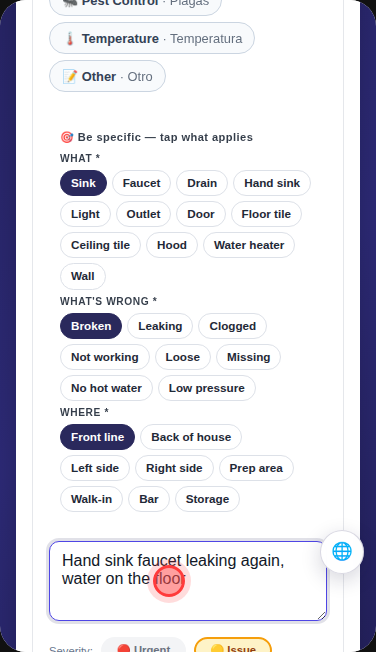 🐜 Pest Control · Plagas
🌡️ Temperature · Temperatura
📝 Other · Otro
🎯 Be specific — tap what applies
WHAT *
Sink Faucet Drain Hand sink
Light Outlet Door Floor tile
Ceiling tile Hood Water heater
Wall
WHAT'S WRONG *
Broken Leaking Clogged
Not working Loose Missing
No hot water Low pressure
WHERE *
Front line Back of house
Left side Right side Prep area
Walk-in Bar Storage
Hand sink faucet leaking again,
water on the floor
Severity: 🔴 Urgent 🟡 Issue